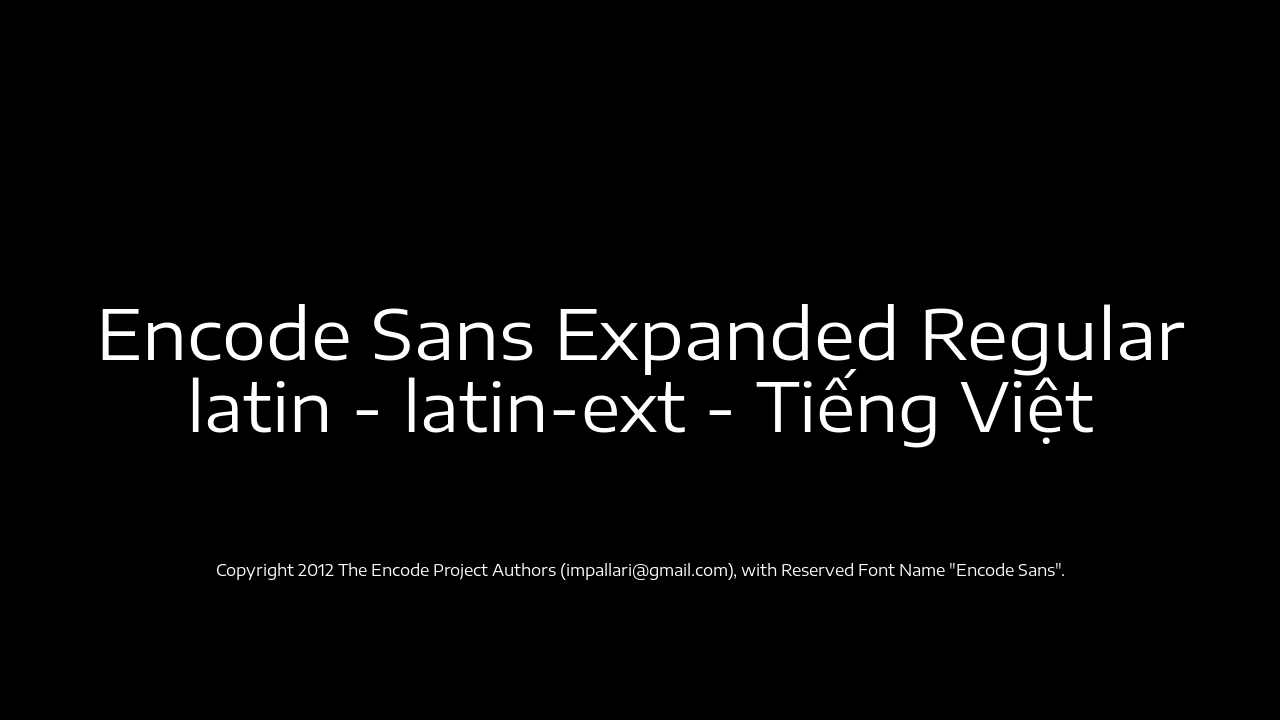 Encode Sans Expanded Regular
latin - latin-ext - Tiếng Việt
Copyright 2012 The Encode Project Authors (impallari@gmail.com), with Reserved Font Name "Encode Sans".